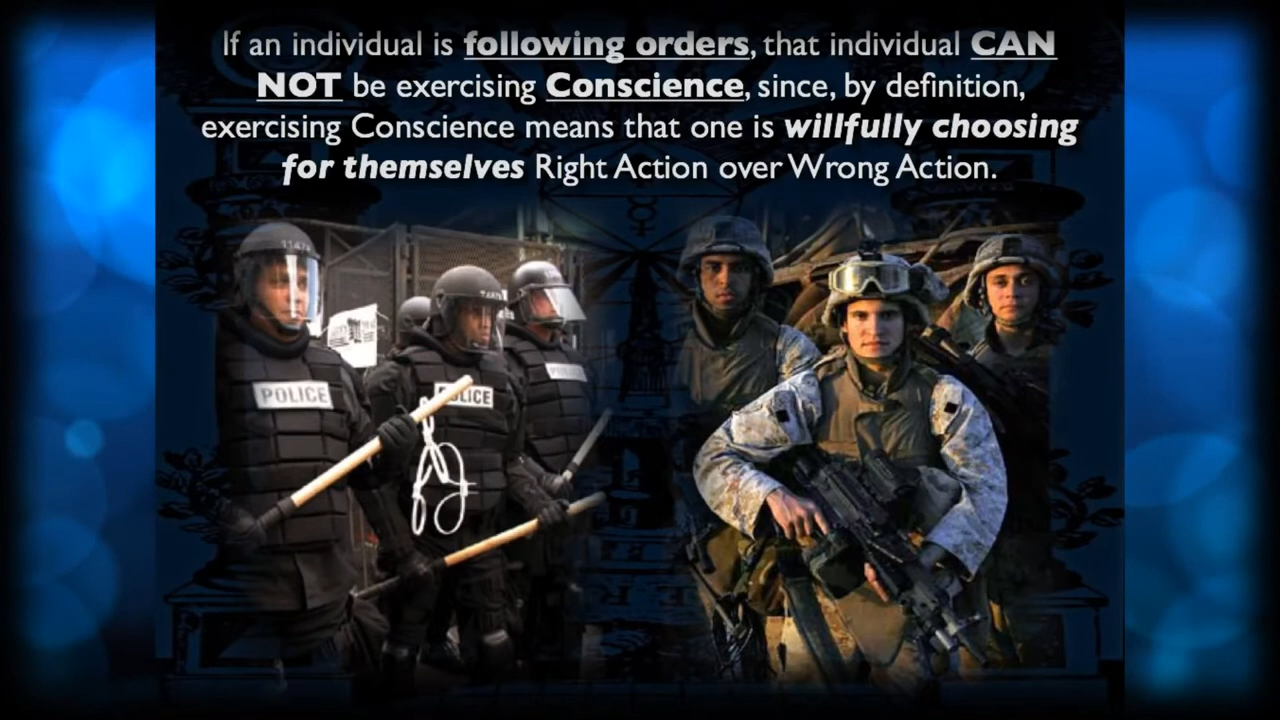 If an individual is following orders, that individual CAN
NOT be exercising Conscience, since, by definition,
exercising Conscience means that one is willfully choosing
for themselves Right Action over Wrong Action.
POLICE
POLICE
POLICE